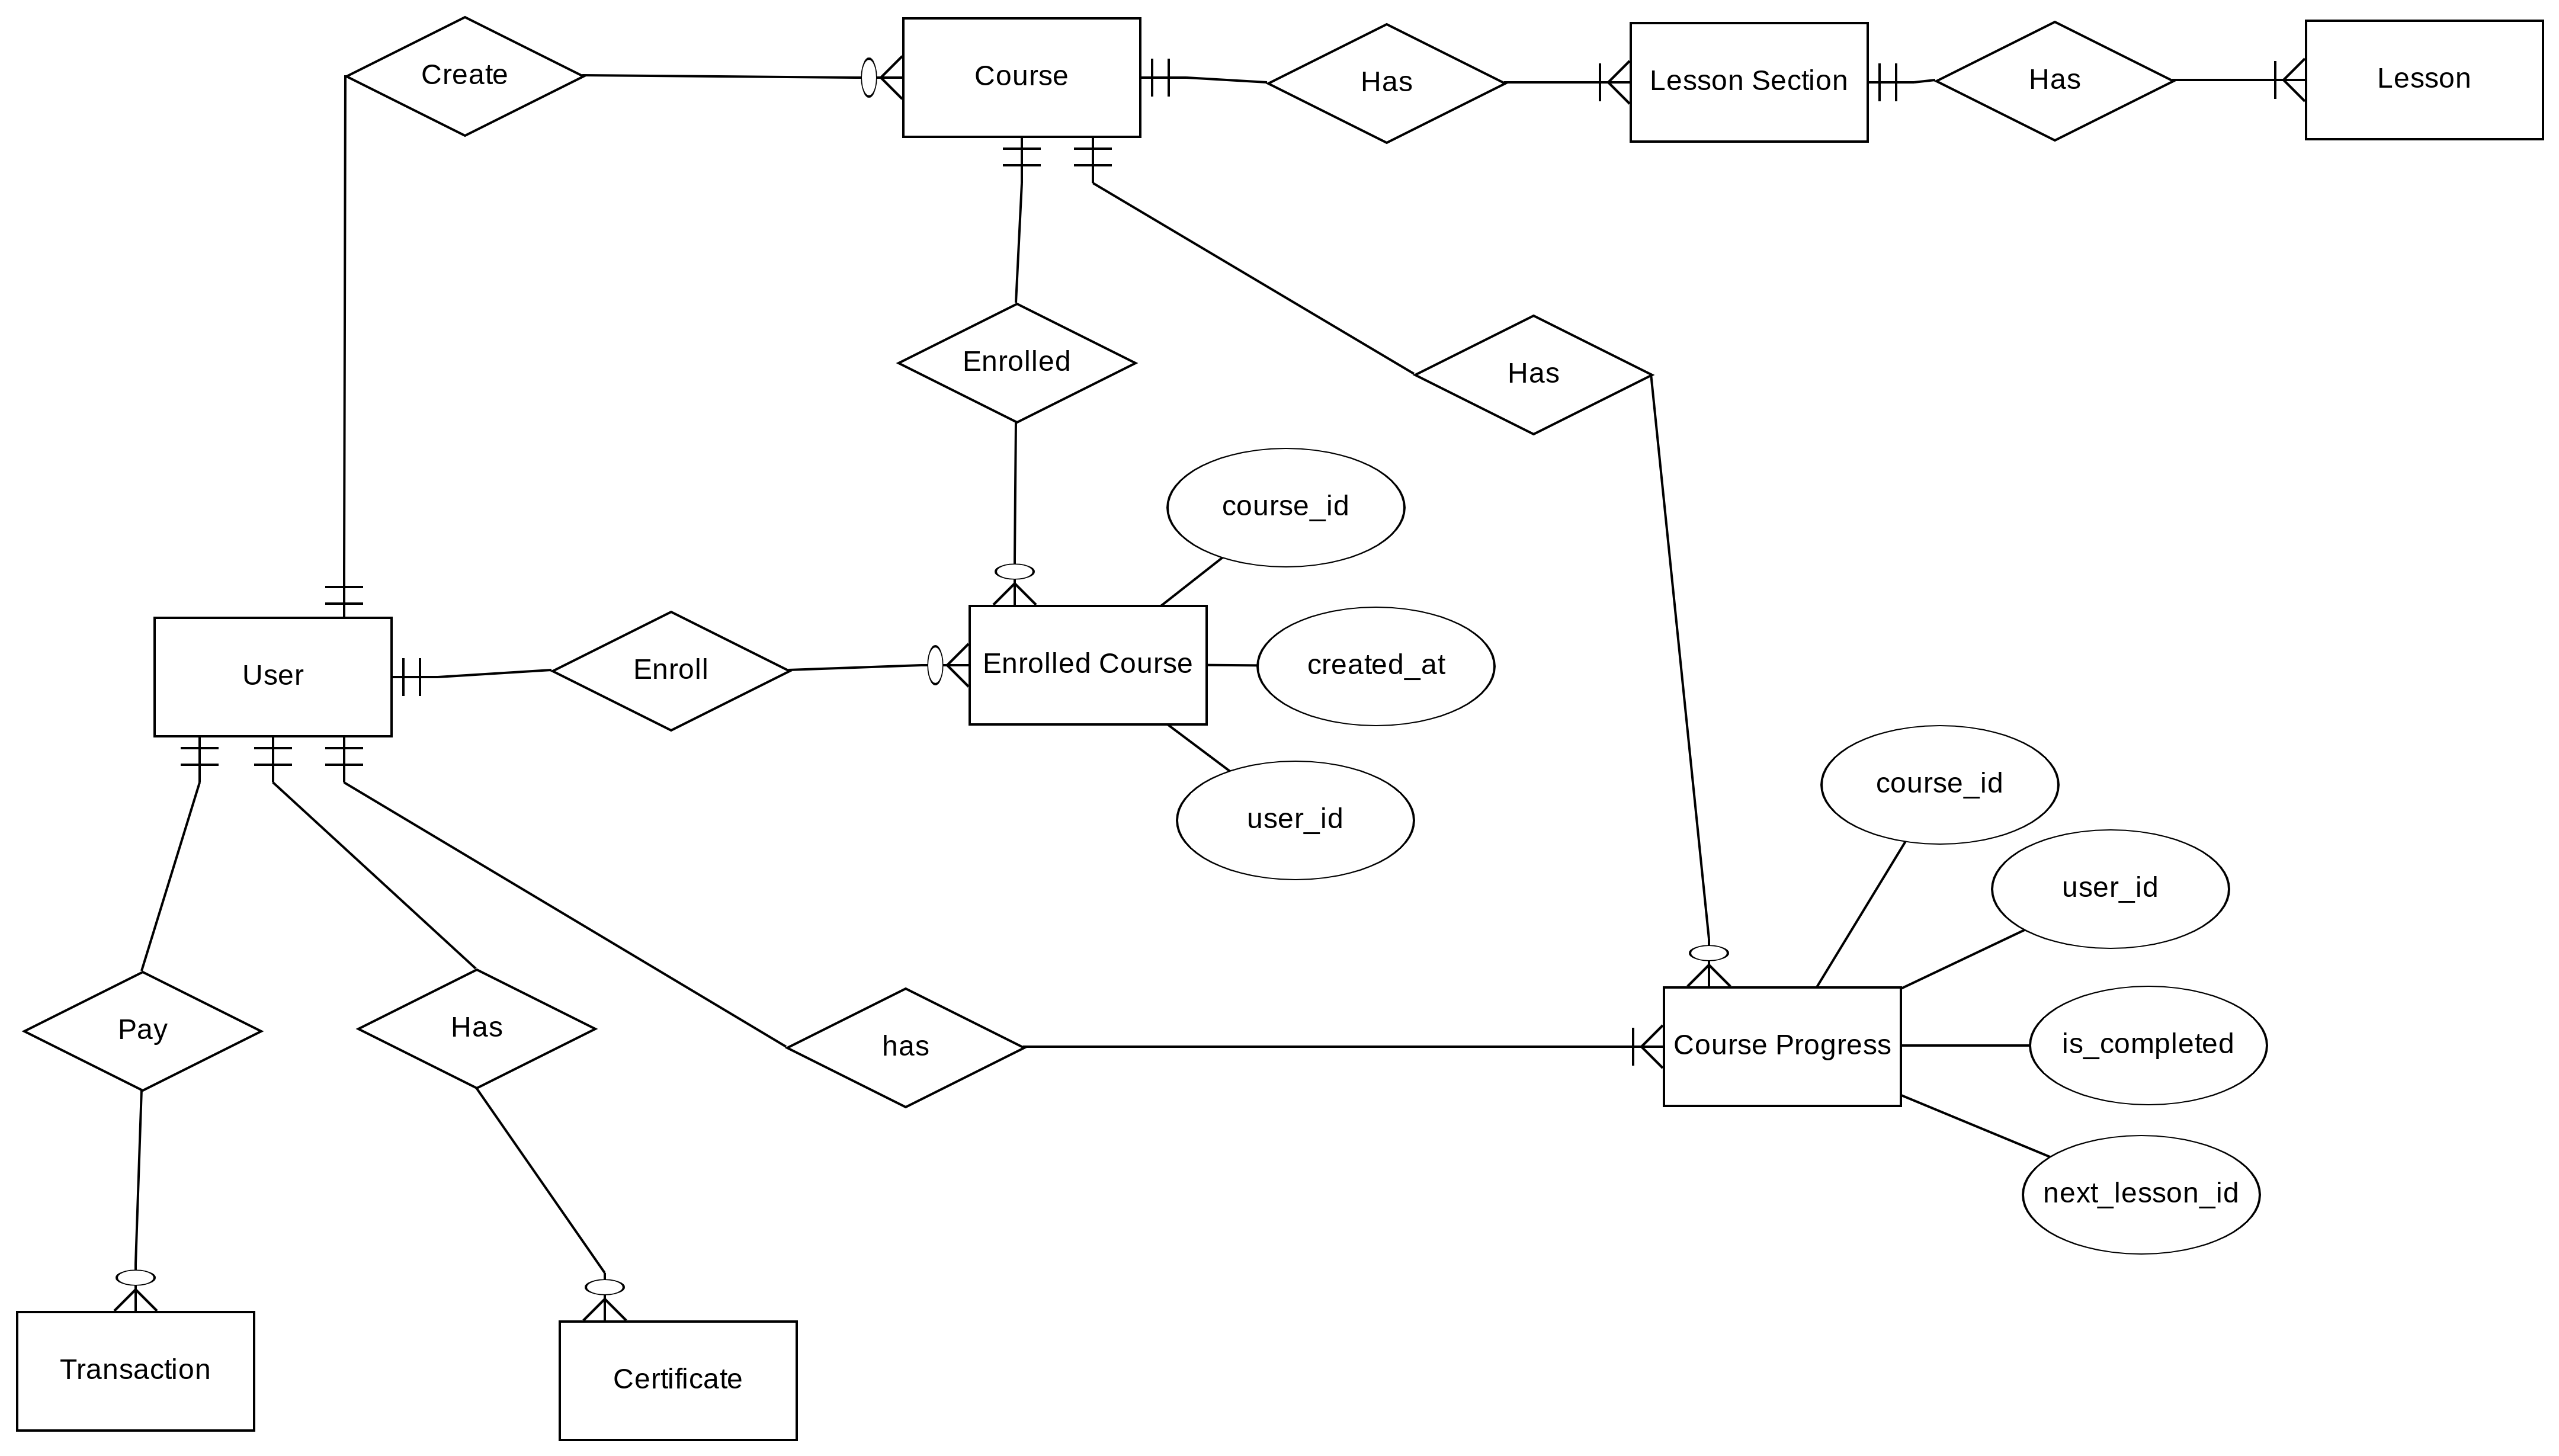 Create
Course
Has
Lesson Section
Has
Lesson
Enrolled
Has
course_id
User
Enroll
Enrolled Course
created_at
user_id
course_id
user_id
Pay
Has
has
Course Progress
is_completed
next_lesson_id
Transaction
Certificate